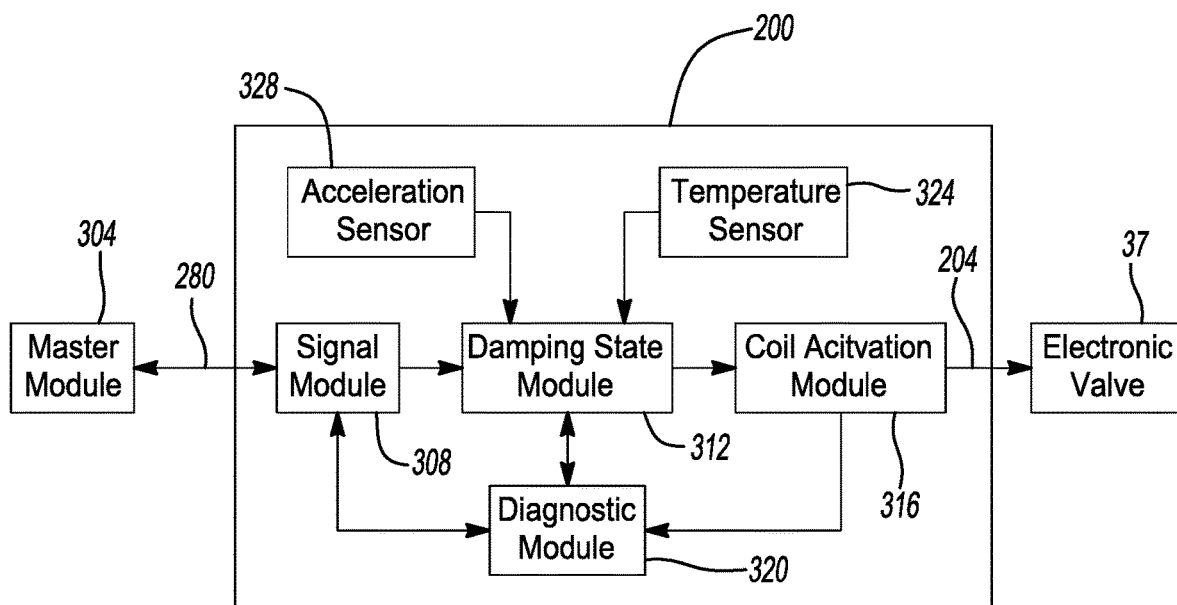 200
328
Acceleration
Sensor
Temperature
Sensor
324
304
280
204
37
Master
Module
Signal
Module
Damping State
Module
Coil Acitvation
Module
Electronic
Valve
308
312
316
Diagnostic
Module
320